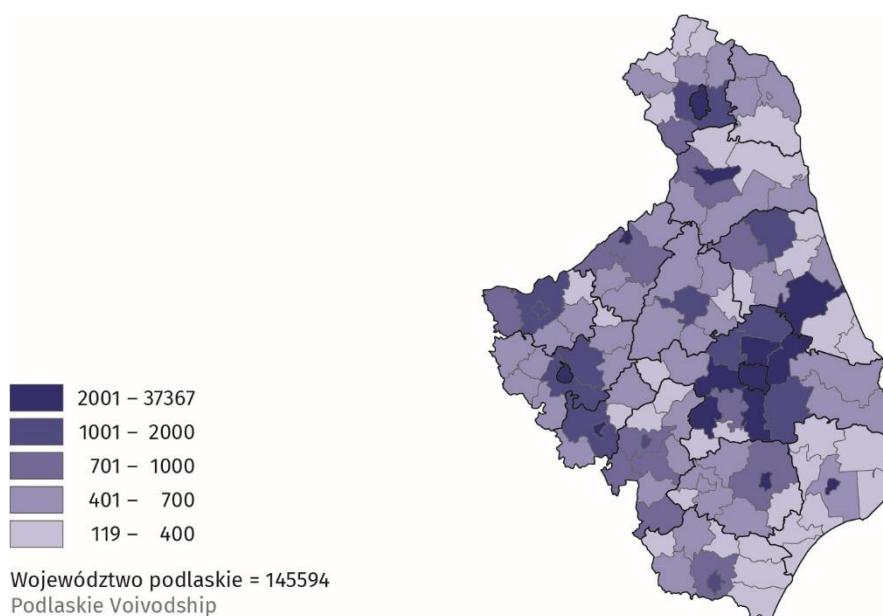 2001 – 37367
1001 – 2000
701 – 1000
401 – 700
119 – 400
Województwo podlaskie = 145594
Podlaskie Voivodship